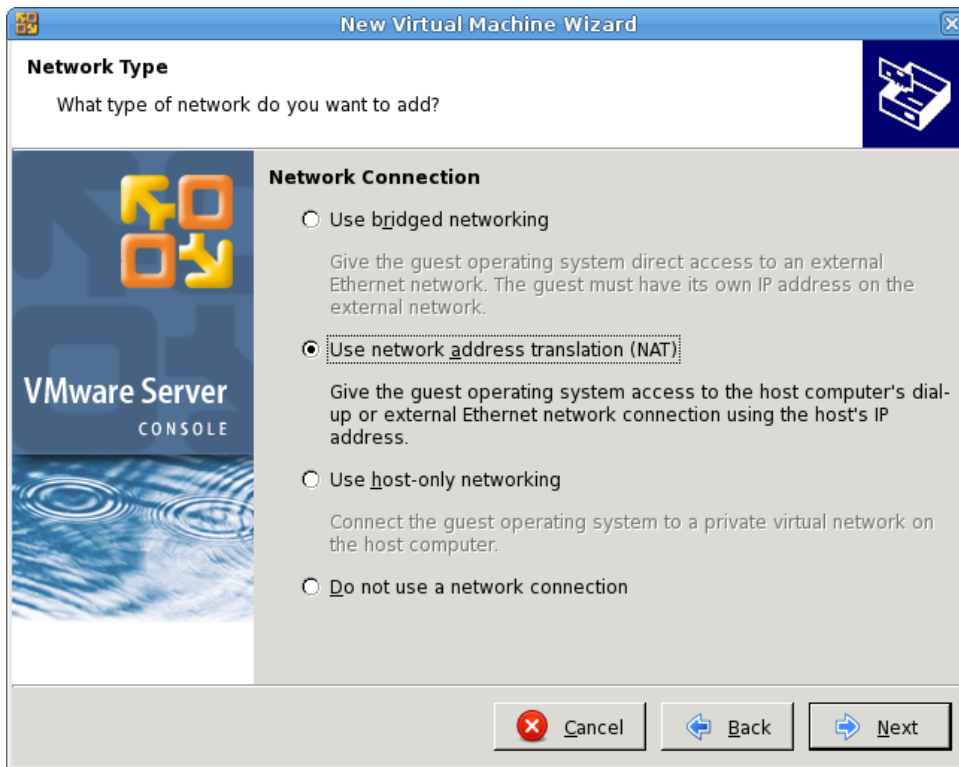 New Virtual Machine Wizard
Network Type
What type of network do you want to add?
VMware Server
CONSOLE
Network Connection
Use bridged networking
Give the guest operating system direct access to an external
Ethernet network. The guest must have its own IP address on the
external network.
Use network address translation (NAT)
Give the guest operating system access to the host computer's dial-
up or external Ethernet network connection using the host's IP
address.
Use host-only networking
Connect the guest operating system to a private virtual network on
the host computer.
Do not use a network connection
Cancel
Back
Next